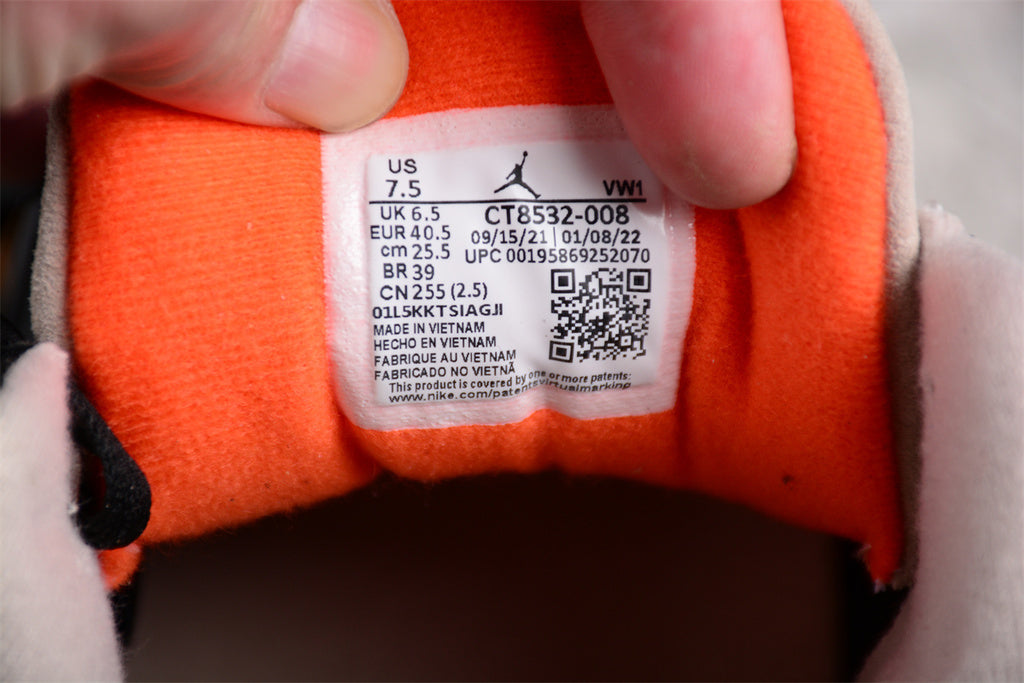 US
7.5
VW1
UK 6.5
EUR 40.5
cm 25.5
BR 39
CN 255 (2.5)
CT8532-008
09/15/21 | 01/08/22
UPC 00195869252070
01L5KKTSIAGJI
MADE IN VIETNAM
HECHO EN VIETNAM
FABRIQUE AU VIETNAM
FABRICADO NO VIETNÃ
This product is covered by one or more patents:
www.nike.com/patentsvirtualmarking